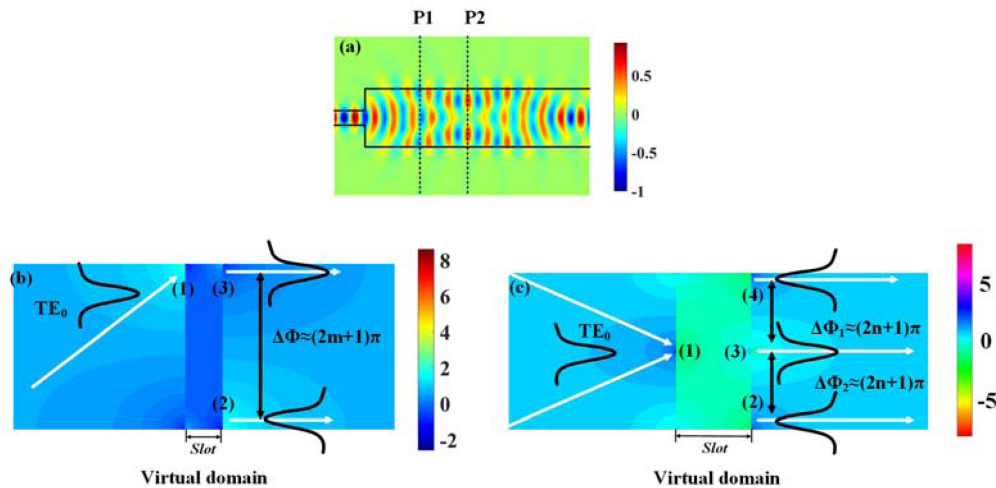 P1 P2
(a)
0.5
0
-0.5
-1
(b)
TE₀
(1)
(3)
ΔΦ≈(2m+1)π
(2)
Slot
Virtual domain
8
6
4
2
0
-2
(c)
TE₀
(1)
(4)
ΔΦ₁≈(2n+1)π
(3)
ΔΦ₂≈(2n+1)π
(2)
Slot
Virtual domain
5
0
-5